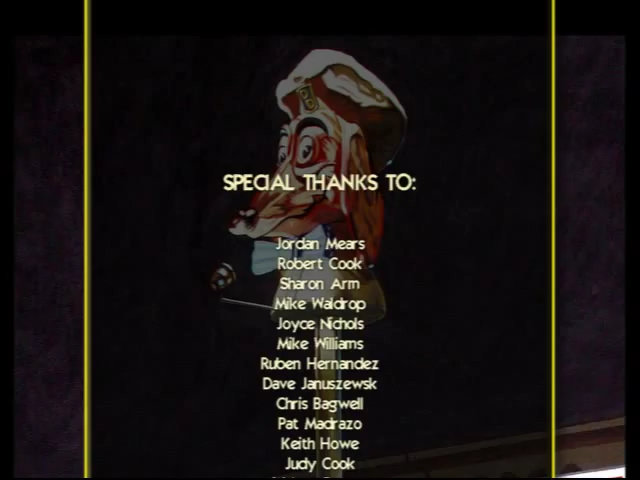 SPECIAL THANKS TO:
Jordan Mears
Robert Cook
Sharon Arm
Mike Waldrop
Joyce Nichols
Mike Williams
Ruben Hernandez
Dave Januszewsk
Chris Bagwell
Pat Madrazo
Keith Howe
Judy Cook